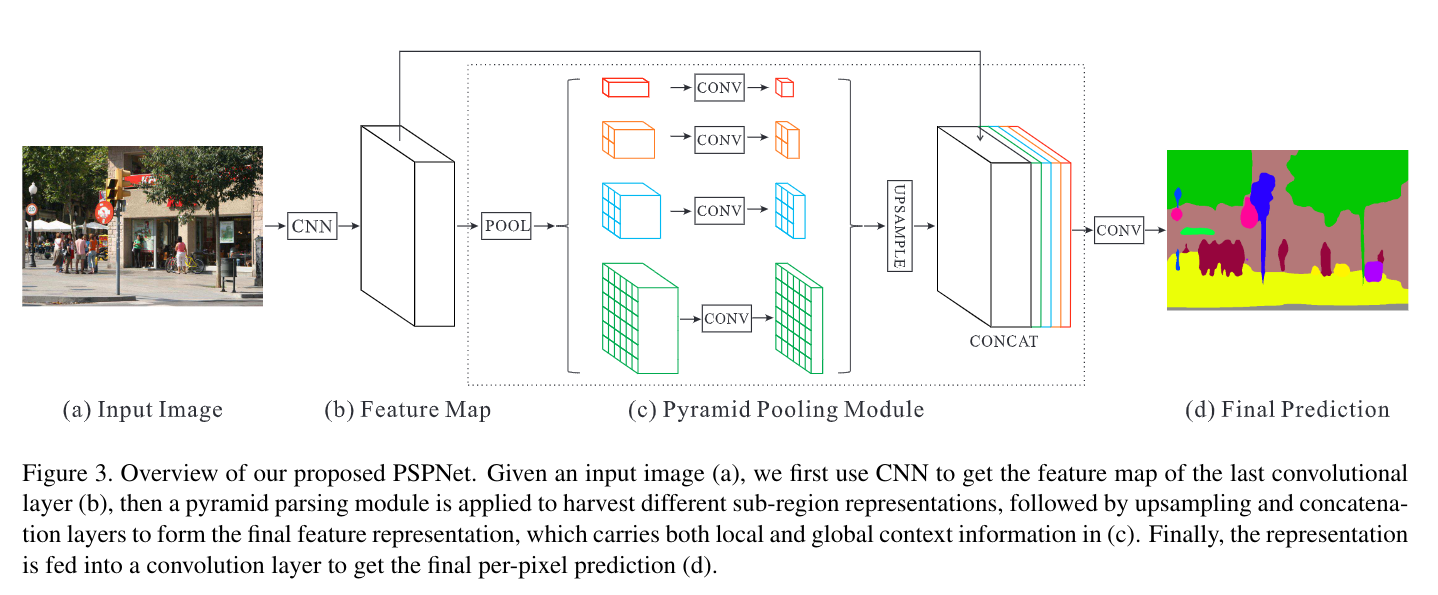 CONV
CONV
CONV
CONV
CNN
POOL
UPSAMPLE
CONV
CONCAT
(a) Input Image
(b) Feature Map
(c) Pyramid Pooling Module
(d) Final Prediction
Figure 3. Overview of our proposed PSPNet. Given an input image (a), we first use CNN to get the feature map of the last convolutional
layer (b), then a pyramid parsing module is applied to harvest different sub-region representations, followed by upsampling and concatena-
tion layers to form the final feature representation, which carries both local and global context information in (c). Finally, the representation
is fed into a convolution layer to get the final per-pixel prediction (d).